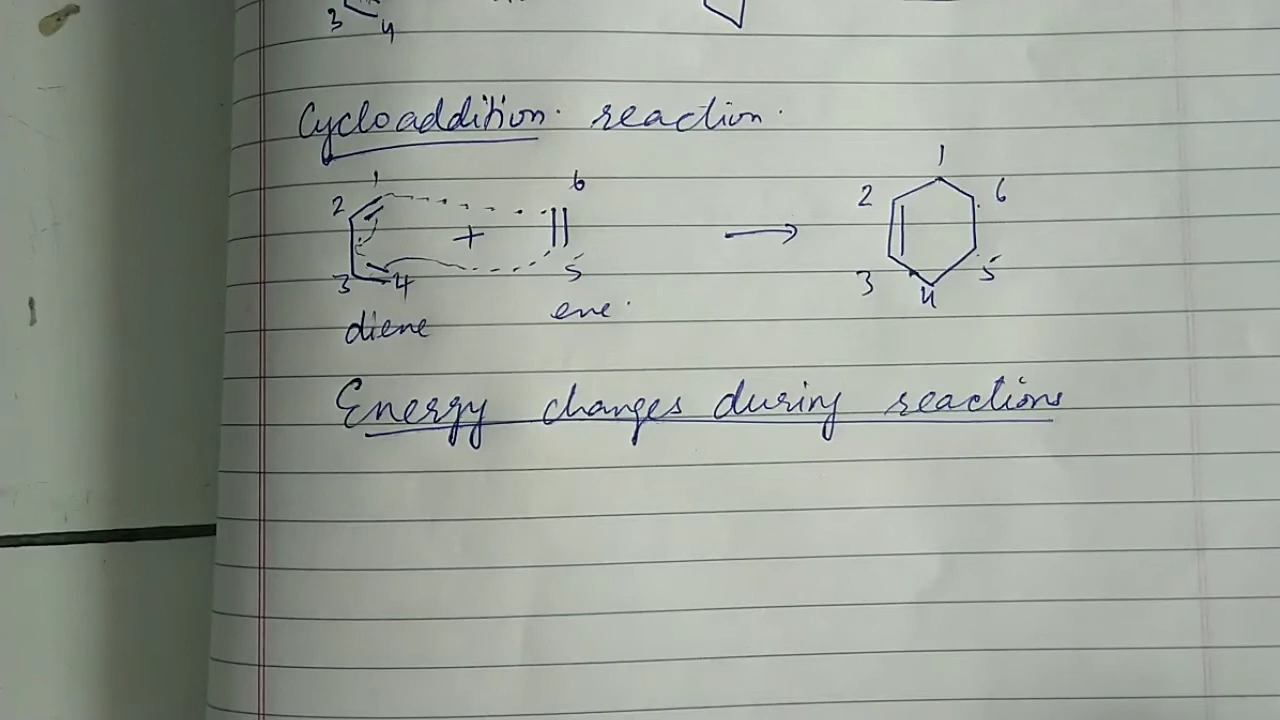 3 4
Cycloaddition reaction.
1 6 1
2 + → 2 6
3 4 5 3 4 5
diene ene.
Energy changes during reactions